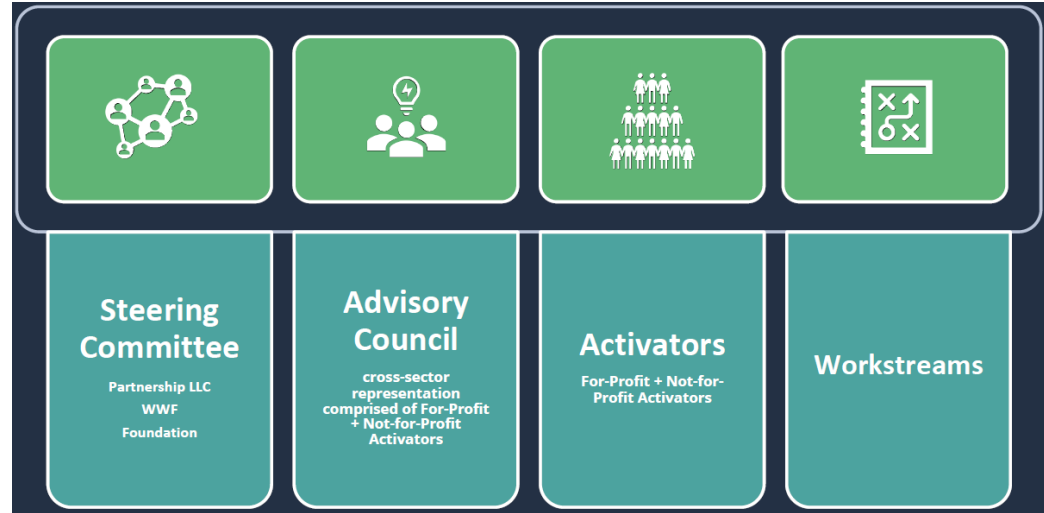 Steering
Committee
Partnership LLC
WWF
Foundation
Advisory
Council
cross-sector
representation
comprised of For-Profit
+ Not-for-Profit
Activators
Activators
For-Profit + Not-for-
Profit Activators
Workstreams